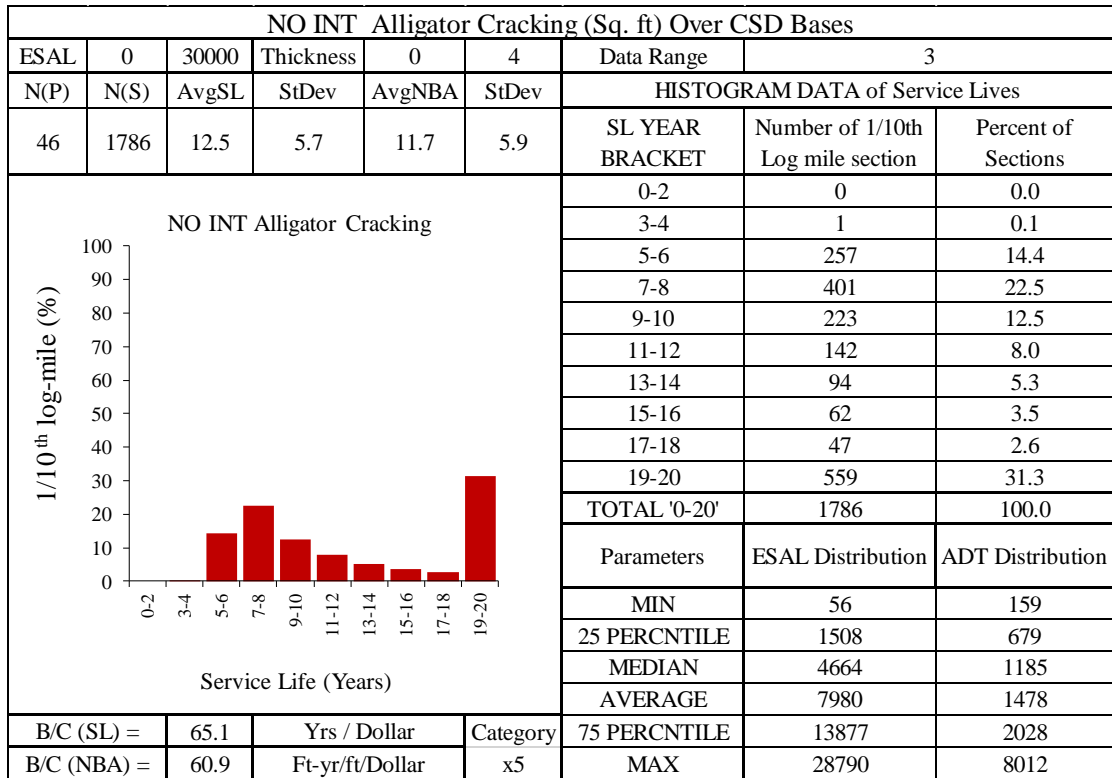 NO INT Alligator Cracking (Sq. ft) Over CSD Bases
ESAL 0 30000 Thickness 0 4 Data Range 3
N(P) N(S) AvgSL StDev AvgNBA StDev HISTOGRAM DATA of Service Lives
46 1786 12.5 5.7 11.7 5.9
SL YEAR BRACKET Number of 1/10th Log mile section Percent of Sections
0-2 0 0.0
3-4 1 0.1
5-6 257 14.4
7-8 401 22.5
9-10 223 12.5
11-12 142 8.0
13-14 94 5.3
15-16 62 3.5
17-18 47 2.6
19-20 559 31.3
TOTAL '0-20' 1786 100.0
Parameters ESAL Distribution ADT Distribution
MIN 56 159
25 PERCNTILE 1508 679
MEDIAN 4664 1185
AVERAGE 7980 1478
75 PERCNTILE 13877 2028
MAX 28790 8012
NO INT Alligator Cracking
1/10 th log-mile (%)
100
90
80
70
60
50
40
30
20
10
0
0-2 3-4 5-6 7-8 9-10 11-12 13-14 15-16 17-18 19-20
Service Life (Years)
B/C (SL) = 65.1 Yrs / Dollar Category
B/C (NBA) = 60.9 Ft-yr/ft/Dollar x5